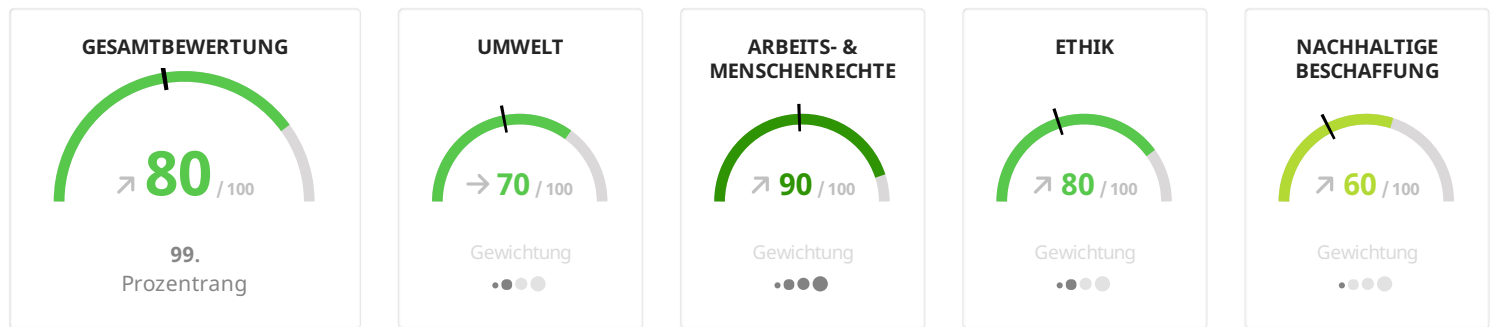 GESAMTBEWERTUNG
80 / 100
99.
Prozentrang
UMWELT
70 / 100
Gewichtung
ARBEITS- &
MENSCHENRECHTE
90 / 100
Gewichtung
ETHIK
80 / 100
Gewichtung
NACHHALTIGE
BESCHAFFUNG
60 / 100
Gewichtung